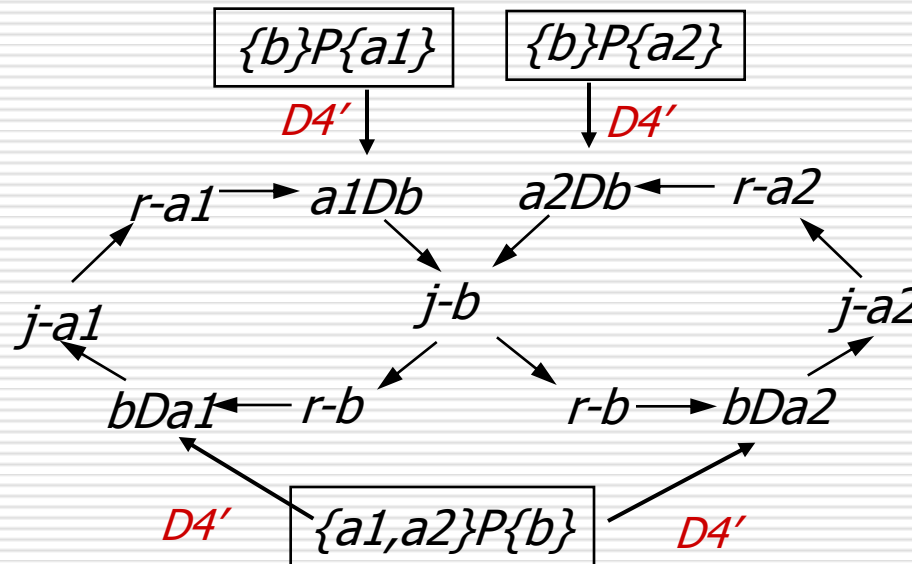 {b}P{a1} {b}P{a2}
D4′ D4′
r-a1 a1Db a2Db r-a2
j-a1 j-b j-a2
bDa1 r-b r-b bDa2
D4′ {a1,a2}P{b} D4′